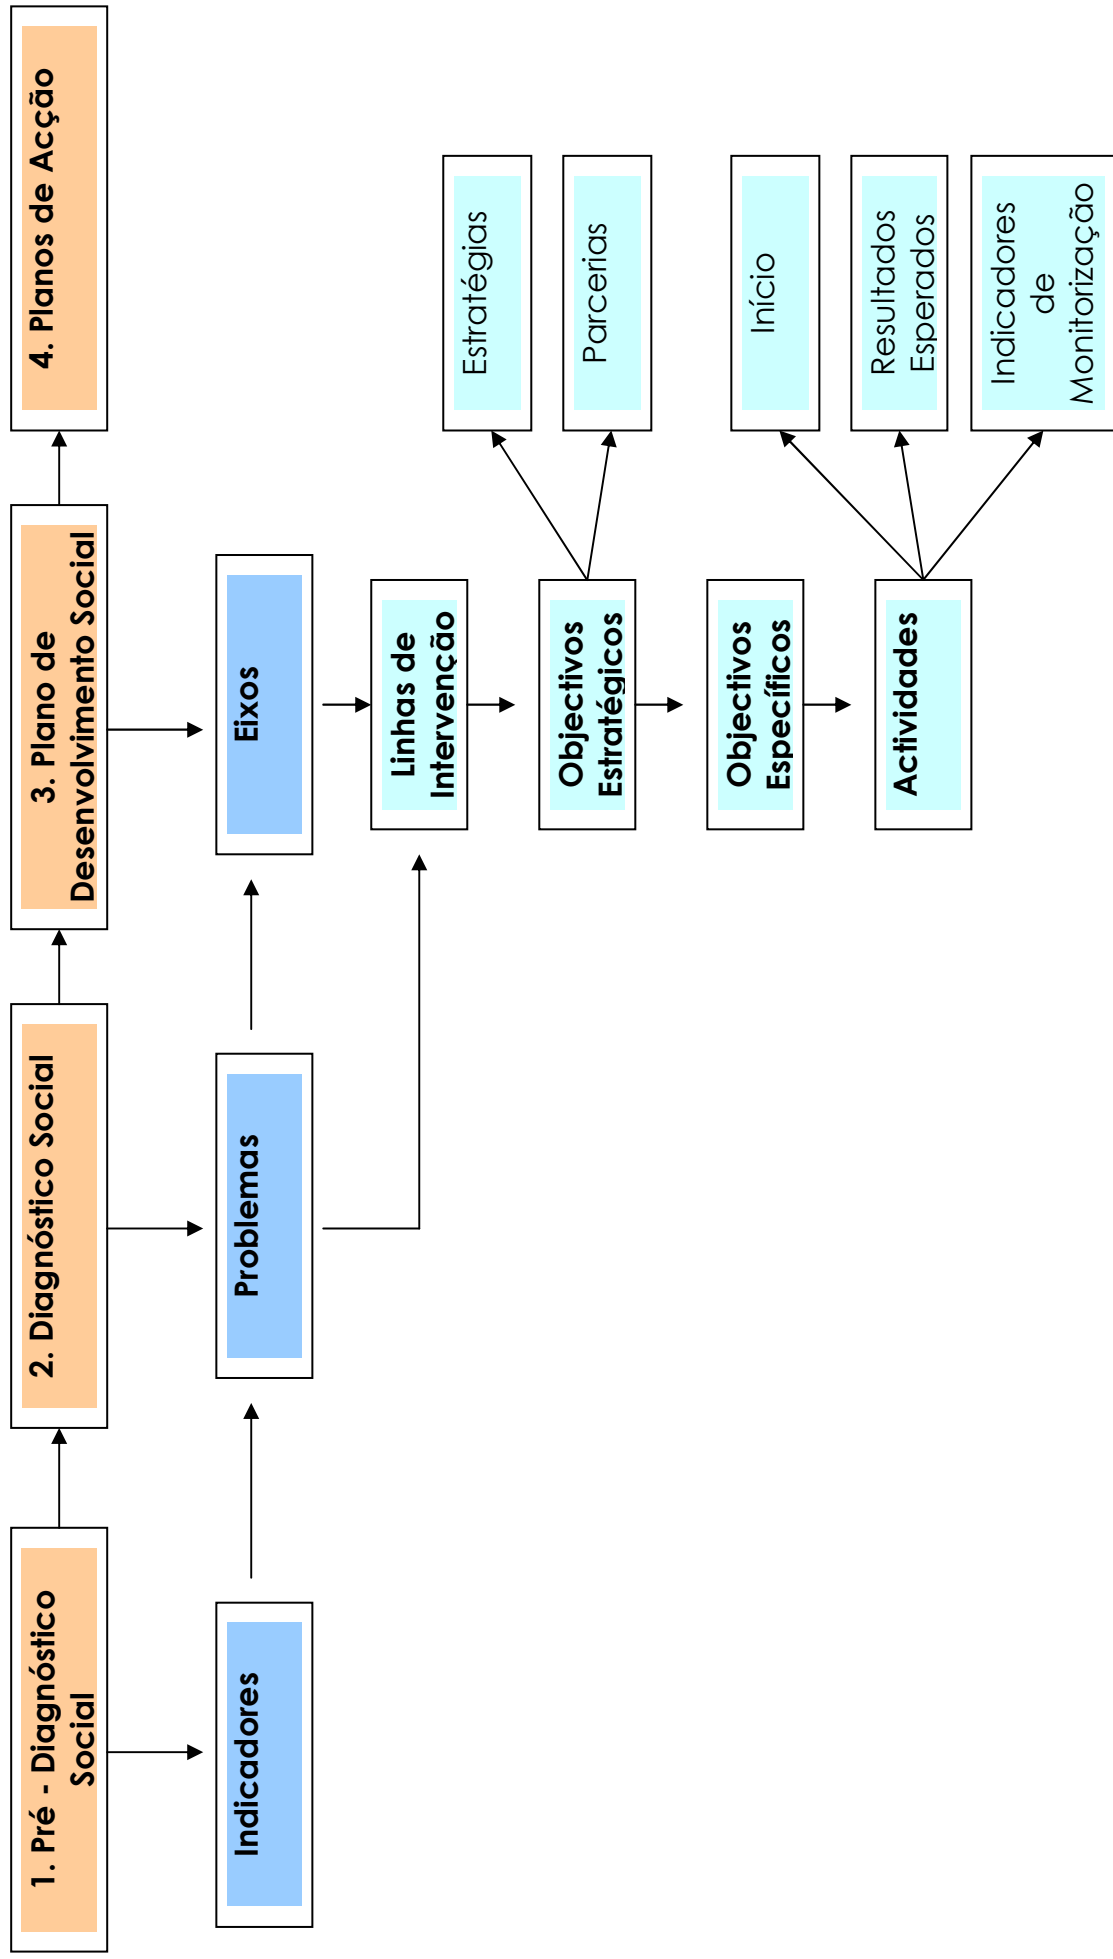 1. Pré - Diagnóstico
Social
2. Diagnóstico Social
3. Plano de
Desenvolvimento Social
4. Planos de Acção
Indicadores
Problemas
Eixos
Linhas de
Intervenção
Objectivos
Estratégicos
Estratégias
Parcerias
Objectivos
Específicos
Actividades
Início
Resultados
Esperados
Indicadores
de
Monitorização